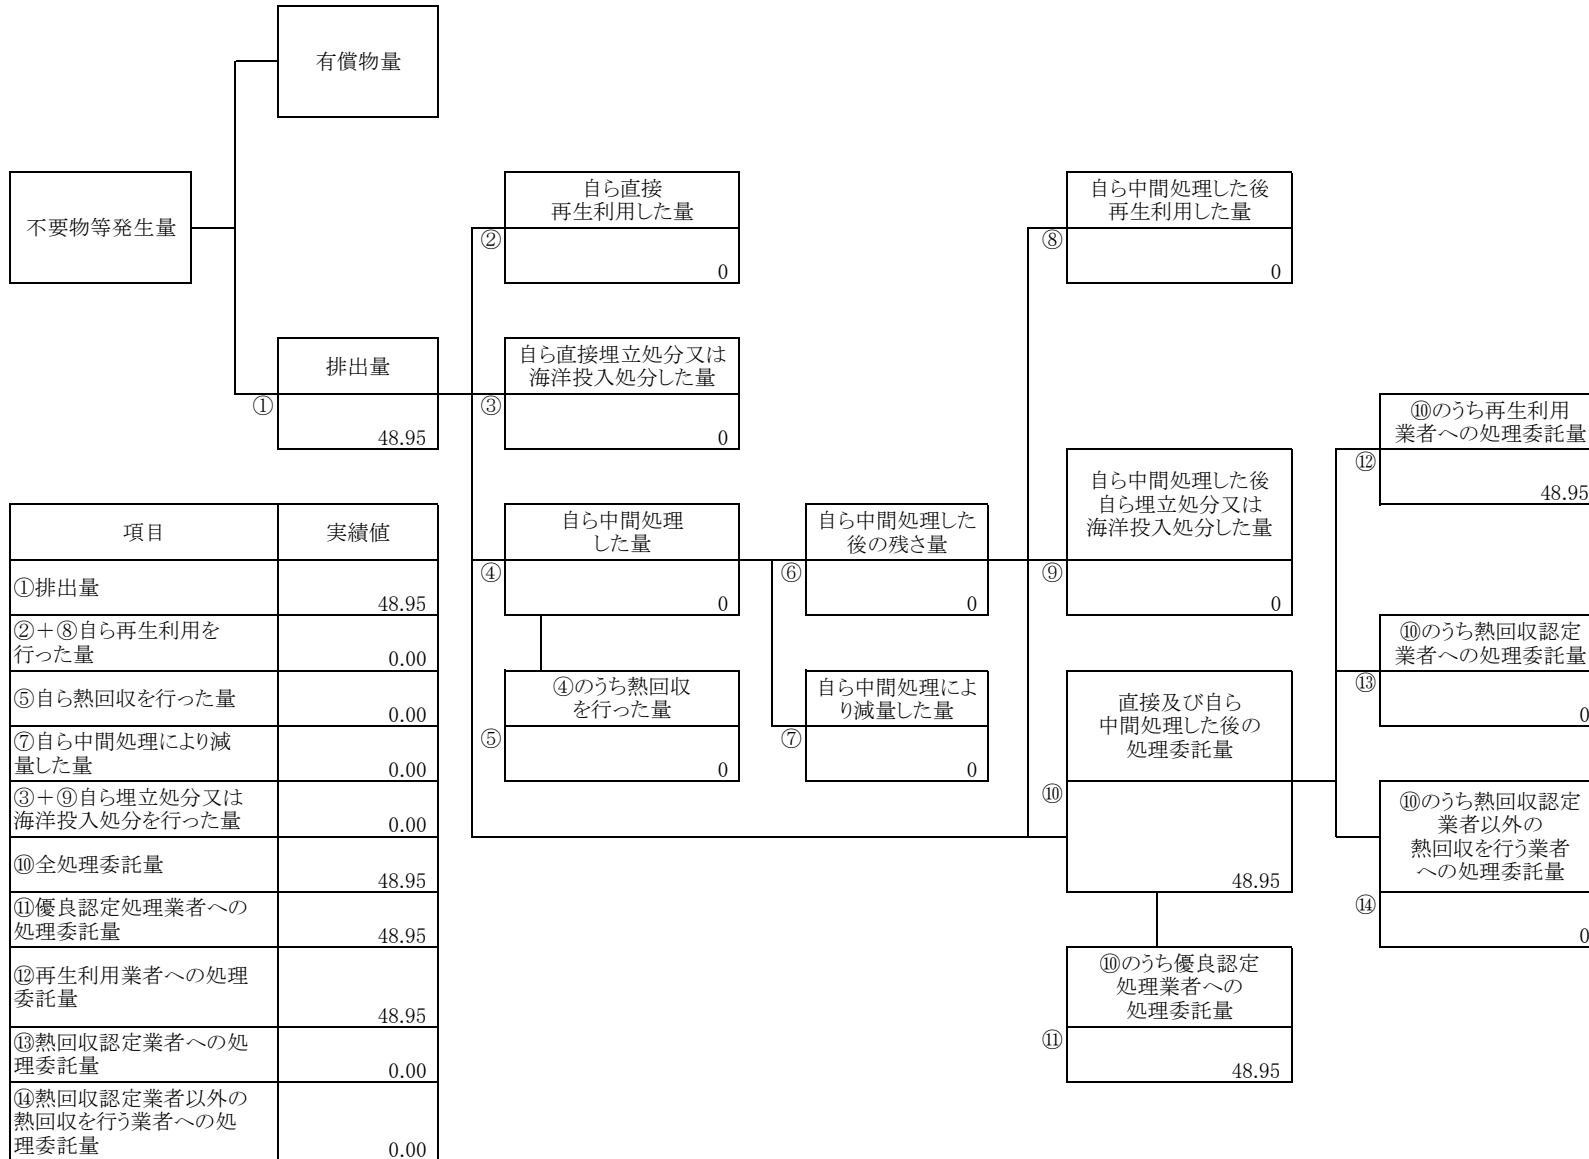 有償物量
不要物等発生量
自ら直接
再生利用した量
②
0
自ら中間処理した後
再生利用した量
⑧
0
排出量
①
48.95
自ら直接埋立処分又は
海洋投入処分した量
③
0
⑩のうち再生利用
業者への処理委託量
⑫
48.95
自ら中間処理
した量
④
0
自ら中間処理した
後の残さ量
⑥
0
自ら中間処理した後
自ら埋立処分又は
海洋投入処分した量
⑨
0
⑩のうち熱回収認定
業者への処理委託量
⑬
0
④のうち熱回収
を行った量
⑤
0
自ら中間処理によ
り減量した量
⑦
0
直接及び自ら
中間処理した後の
処理委託量
⑩
48.95
⑩のうち熱回収認定
業者以外の
熱回収を行う業者
への処理委託量
⑭
0
⑩のうち優良認定
処理業者への
処理委託量
⑪
48.95
項目 実績値
①排出量
48.95
②+⑧自ら再生利用を
行った量 0.00
⑤自ら熱回収を行った量
0.00
⑦自ら中間処理により減
量した量 0.00
③+⑨自ら埋立処分又は
海洋投入処分を行った量 0.00
⑩全処理委託量
48.95
⑪優良認定処理業者への
処理委託量 48.95
⑫再生利用業者への処理
委託量
48.95
⑬熱回収認定業者への処
理委託量 0.00
⑭熱回収認定業者以外の
熱回収を行う業者への処
理委託量 0.00